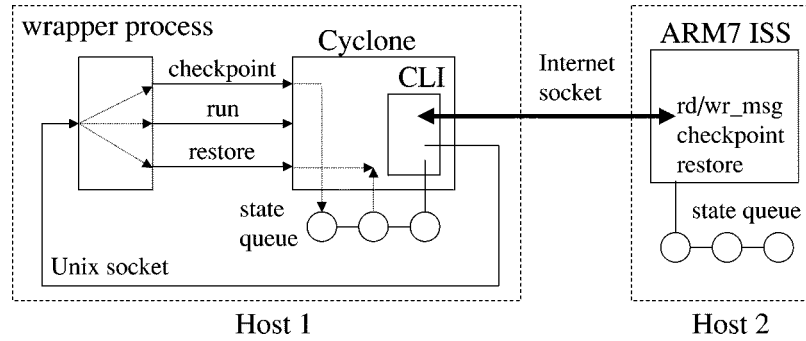 wrapper process
Cyclone
CLI
checkpoint
run
restore
state
queue
Unix socket
Host 1
Internet
socket
ARM7 ISS
rd/wr_msg
checkpoint
restore
state queue
Host 2